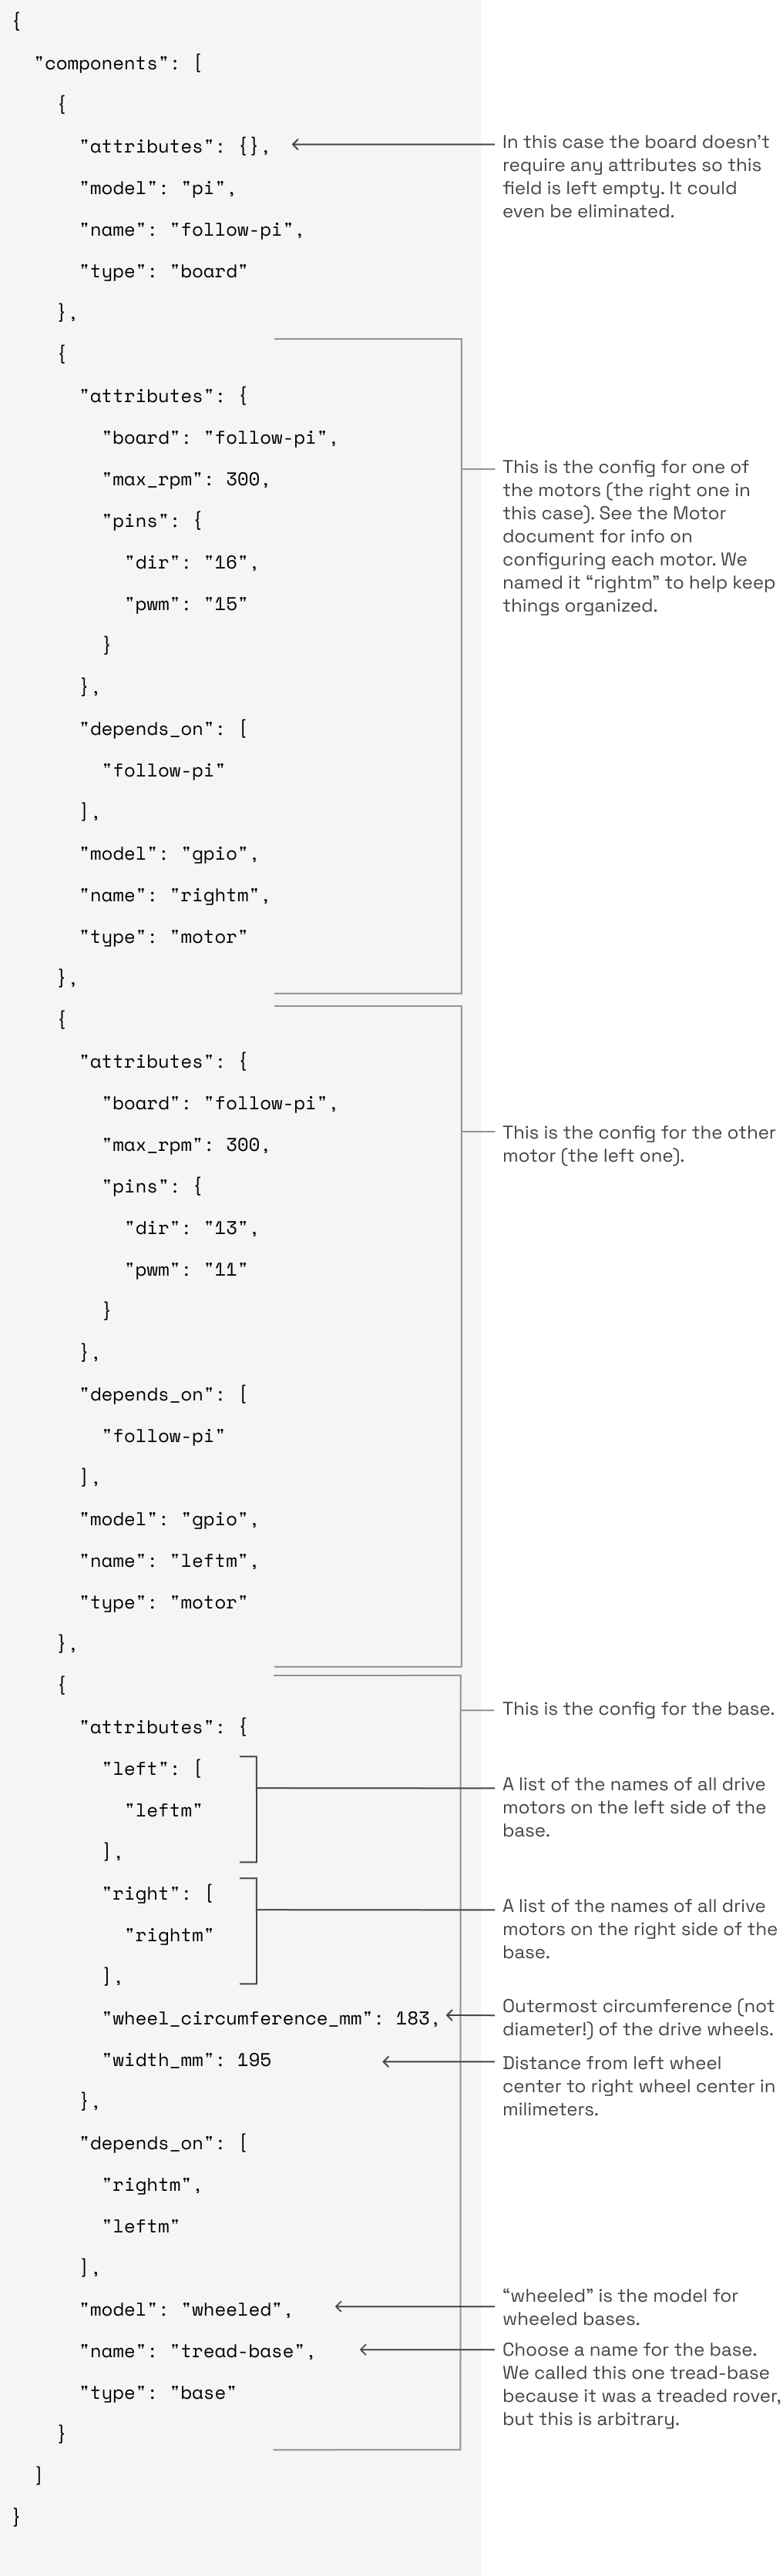 {
"components": [
{
"attributes": {},
"model": "pi",
"name": "follow-pi",
"type": "board"
},
In this case the board doesn't
require any attributes so this
field is left empty. It could
even be eliminated.
{
"attributes": {
"board": "follow-pi",
"max_rpm": 300,
"pins": {
"dir": "16",
"pwm": "15"
}
},
"depends_on": [
"follow-pi"
],
"model": "gpio",
"name": "rightm",
"type": "motor"
},
This is the config for one of
the motors (the right one in
this case). See the Motor
document for info on
configuring each motor. We
named it “rightm” to help keep
things organized.
{
"attributes": {
"board": "follow-pi",
"max_rpm": 300,
"pins": {
"dir": "13",
"pwm": "11"
}
},
"depends_on": [
"follow-pi"
],
"model": "gpio",
"name": "leftm",
"type": "motor"
},
This is the config for the other
motor (the left one).
{
"attributes": {
"left": [
"leftm"
],
"right": [
"rightm"
],
"wheel_circumference_mm": 183,
"width_mm": 195
},
"depends_on": [
"rightm",
"leftm"
],
"model": "wheeled",
"name": "tread-base",
"type": "base"
}
]
}
This is the config for the base.
A list of the names of all drive
motors on the left side of the
base.
A list of the names of all drive
motors on the right side of the
base.
Outermost circumference (not
diameter!) of the drive wheels.
Distance from left wheel
center to right wheel center in
milimeters.
“wheeled” is the model for
wheeled bases.
Choose a name for the base.
We called this one tread-base
because it was a treaded rover,
but this is arbitrary.